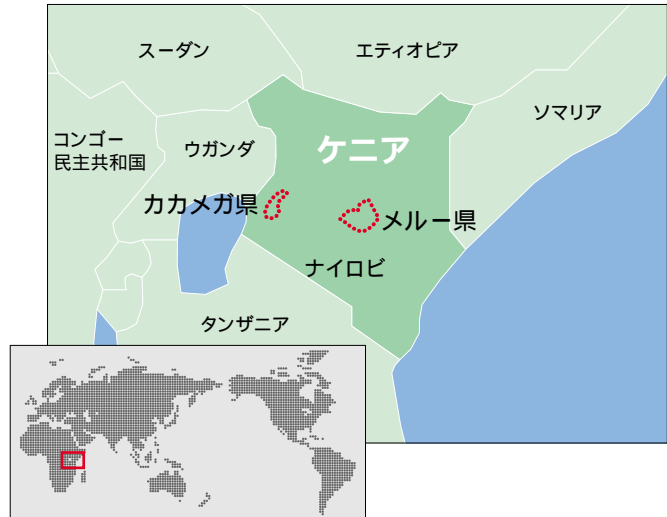 スーダン
エティオピア
ソマリア
コンゴー
民主共和国
ウガンダ
ケニア
カカメガ県
メルー県
ナイロビ
タンザニア